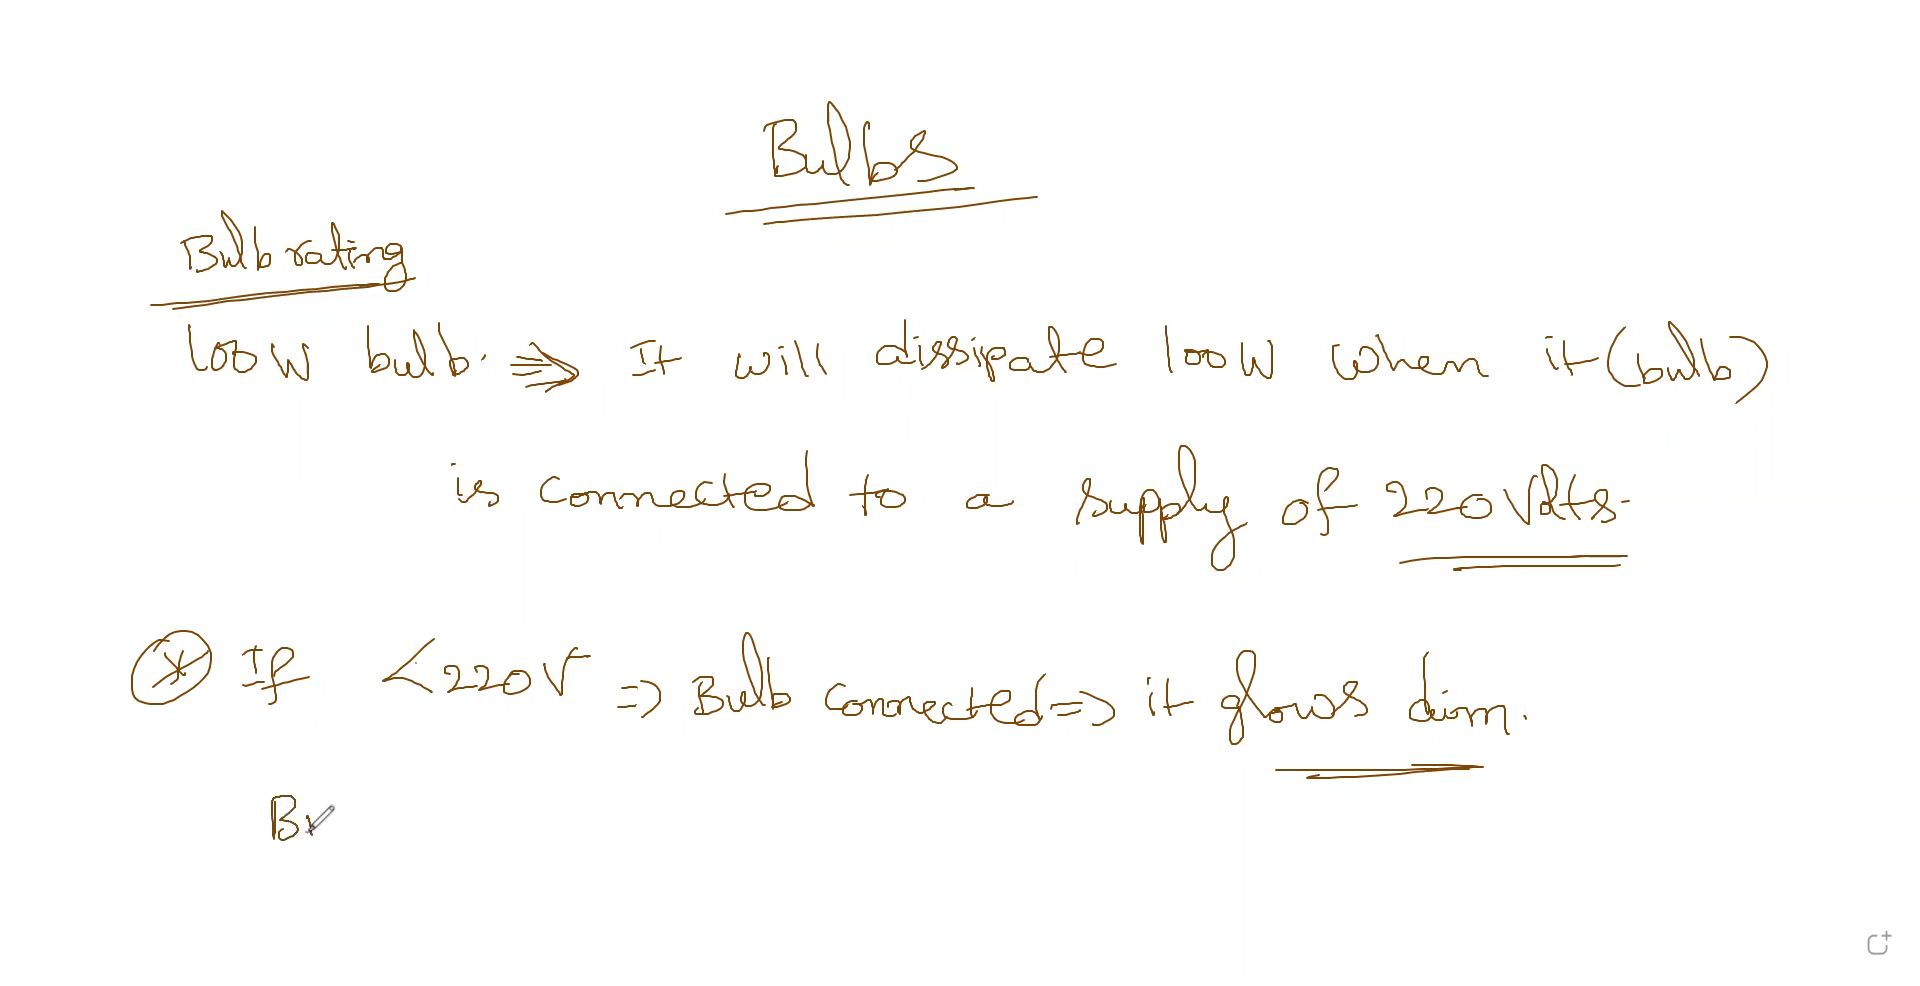 Bulbs
Bulb rating
100W bulb. ⇒ It will dissipate 100W when it (bulb)
is connected to a supply of 220 Volts.
* If <220V ⇒ Bulb connected ⇒ it glows dim.